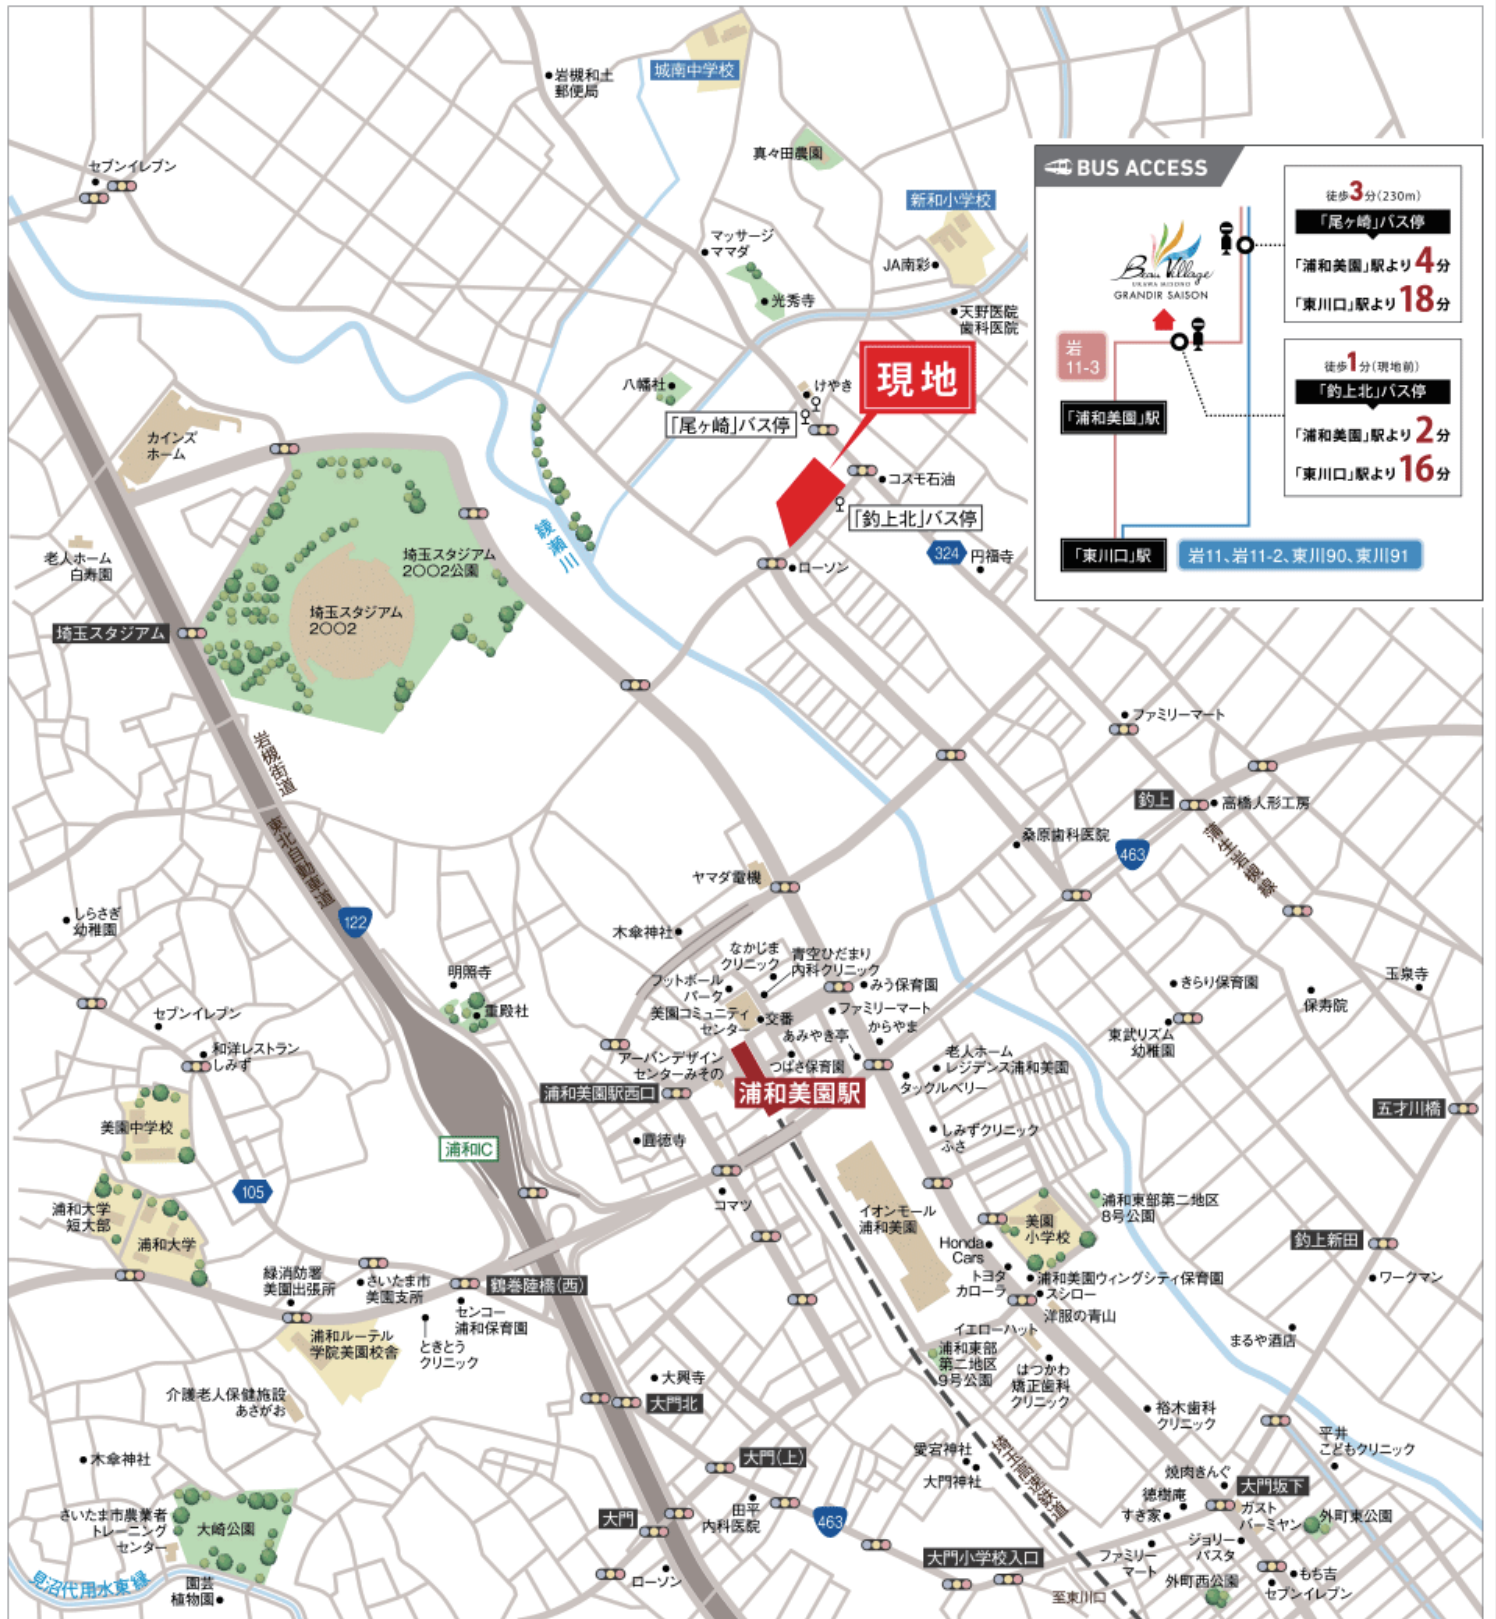 岩槻和土
郵便局
城南中学校
セブンイレブン
真々田農園
新和小学校
マッサージ
ママダ
JA南彩
光秀寺
天野医院
歯科医院
八幡社
けやき
現地
「尾ヶ崎」バス停
コスモ石油
「釣上北」バス停
324
円福寺
ローソン
綾瀬川
カインズ
ホーム
老人ホーム
白寿園
埼玉スタジアム
2002公園
埼玉スタジアム
2002
埼玉スタジアム
BUS ACCESS
Beau Village
URAWA MISONO
GRANDIR SAISON
徒歩3分(230m)
「尾ヶ崎」バス停
「浦和美園」駅より4分
「東川口」駅より18分
岩
11-3
徒歩1分(現地前)
「釣上北」バス停
「浦和美園」駅より2分
「東川口」駅より16分
「浦和美園」駅
「東川口」駅
岩11、岩11-2、東川90、東川91
岩槻街道
東北自動車道
122
ファミリーマート
釣上
高橋人形工房
桑原歯科医院
463
蒲生岩槻線
ヤマダ電機
しらさぎ
幼稚園
木傘神社
なかじま
クリニック
青空ひだまり
内科クリニック
フットボール
パーク
みう保育園
美園コミュニティ
センター
交番
ファミリーマート
からやま
あみやき亭
明照寺
重殿社
きらり保育園
玉泉寺
保寿院
東武リズム
幼稚園
セブンイレブン
和洋レストラン
しみず
アーバンデザイン
センターみその
つばさ保育園
老人ホーム
レジデンス浦和美園
タックルベリー
浦和美園駅西口
浦和美園駅
五才川橋
美園中学校
浦和IC
圓徳寺
しみずクリニック
ふさ
105
コマツ
浦和大学
短大部
浦和大学
イオンモール
浦和美園
美園
小学校
浦和東部第二地区
8号公園
釣上新田
Honda
Cars
トヨタ
カローラ
浦和美園ウィングシティ保育園
スシロー
洋服の青山
ワークマン
緑消防署
美園出張所
さいたま市
美園支所
鶴巻陸橋(西)
センコー
浦和保育園
浦和ルーテル
学院美園校舎
ときとう
クリニック
イエローハット
浦和東部
第二地区
9号公園
はつかわ
矯正歯科
クリニック
まるや酒店
大興寺
大門北
介護老人保健施設
あさがお
裕木歯科
クリニック
平井
こどもクリニック
愛宕神社
大門神社
埼玉高速鉄道
木傘神社
大門(上)
焼肉きんぐ
徳樹庵
すき家
大門坂下
ガスト
バーミヤン
外町東公園
さいたま市農業者
トレーニング
センター
大崎公園
大門
田平
内科医院
463
ジョリー
パスタ
ファミリー
マート
大門小学校入口
もち吉
セブンイレブン
外町西公園
見沼代用水東縁
園芸
植物園
ローソン
至東川口